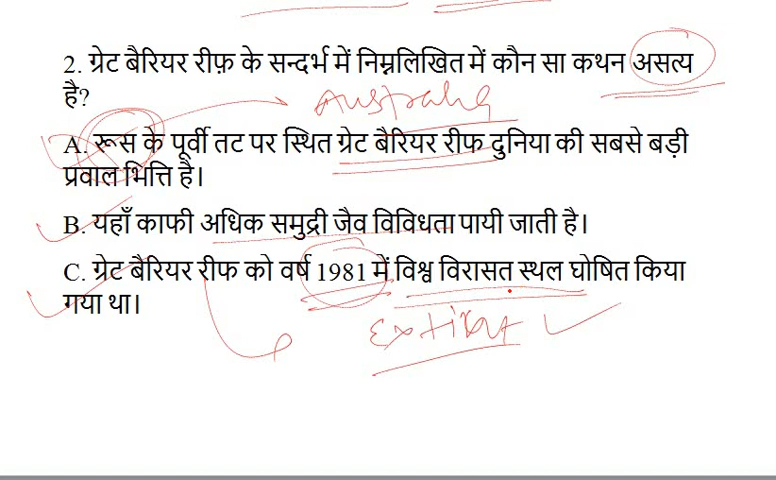 2. ग्रेट बैरियर रीफ़ के सन्दर्भ में निम्नलिखित में कौन सा कथन असत्य
है?
Australia
A. रूस के पूर्वी तट पर स्थित ग्रेट बैरियर रीफ दुनिया की सबसे बड़ी
प्रवाल भित्ति है।
B. यहाँ काफी अधिक समुद्री जैव विविधता पायी जाती है।
C. ग्रेट बैरियर रीफ को वर्ष 1981 में विश्व विरासत स्थल घोषित किया
गया था।